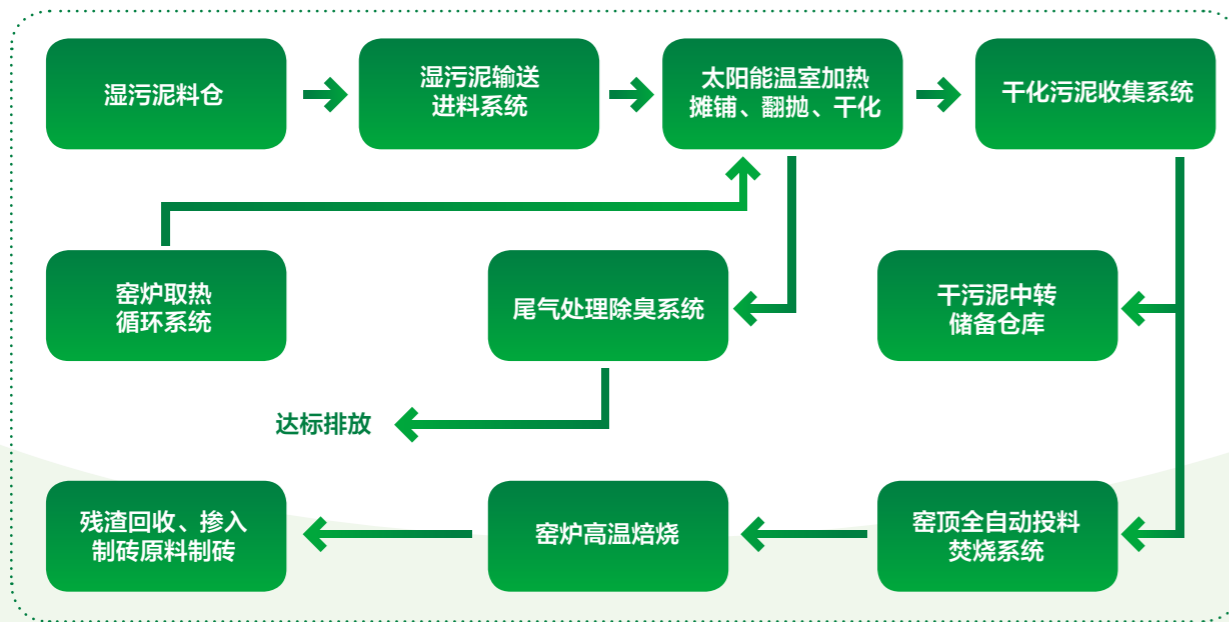 湿污泥料仓
湿污泥输送
进料系统
太阳能温室加热
摊铺、翻抛、干化
干化污泥收集系统
窑炉取热
循环系统
尾气处理除臭系统
干污泥中转
储备仓库
达标排放
残渣回收、掺入
制砖原料制砖
窑炉高温焙烧
窑顶全自动投料
焚烧系统